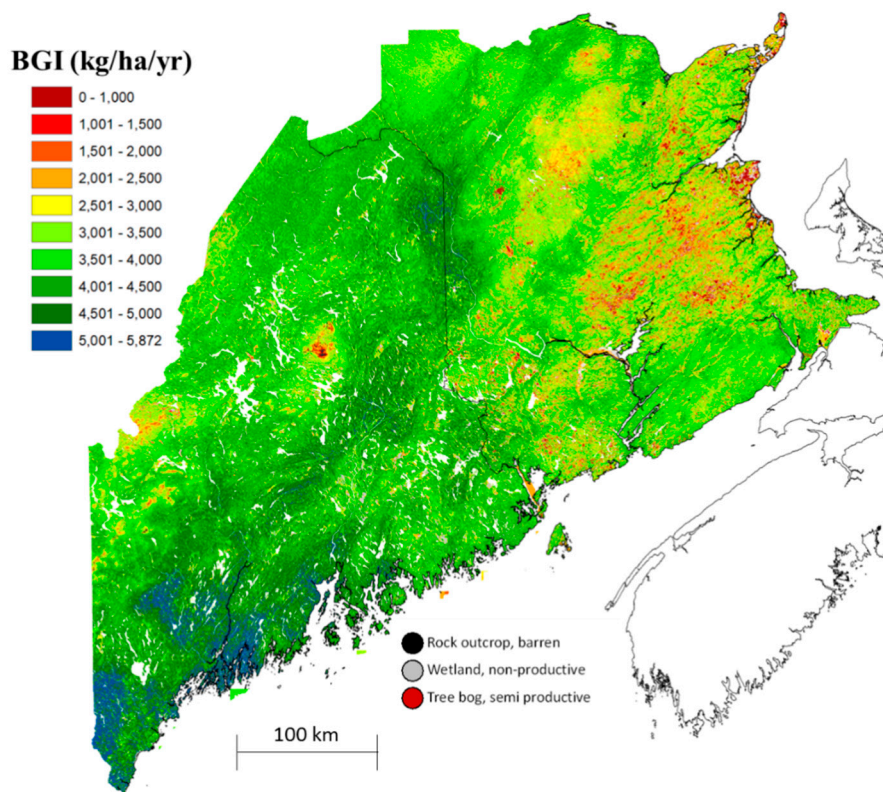 BGI (kg/ha/yr)
0 - 1,000
1,001 - 1,500
1,501 - 2,000
2,001 - 2,500
2,501 - 3,000
3,001 - 3,500
3,501 - 4,000
4,001 - 4,500
4,501 - 5,000
5,001 - 5,872
Rock outcrop, barren
Wetland, non-productive
Tree bog, semi productive
100 km